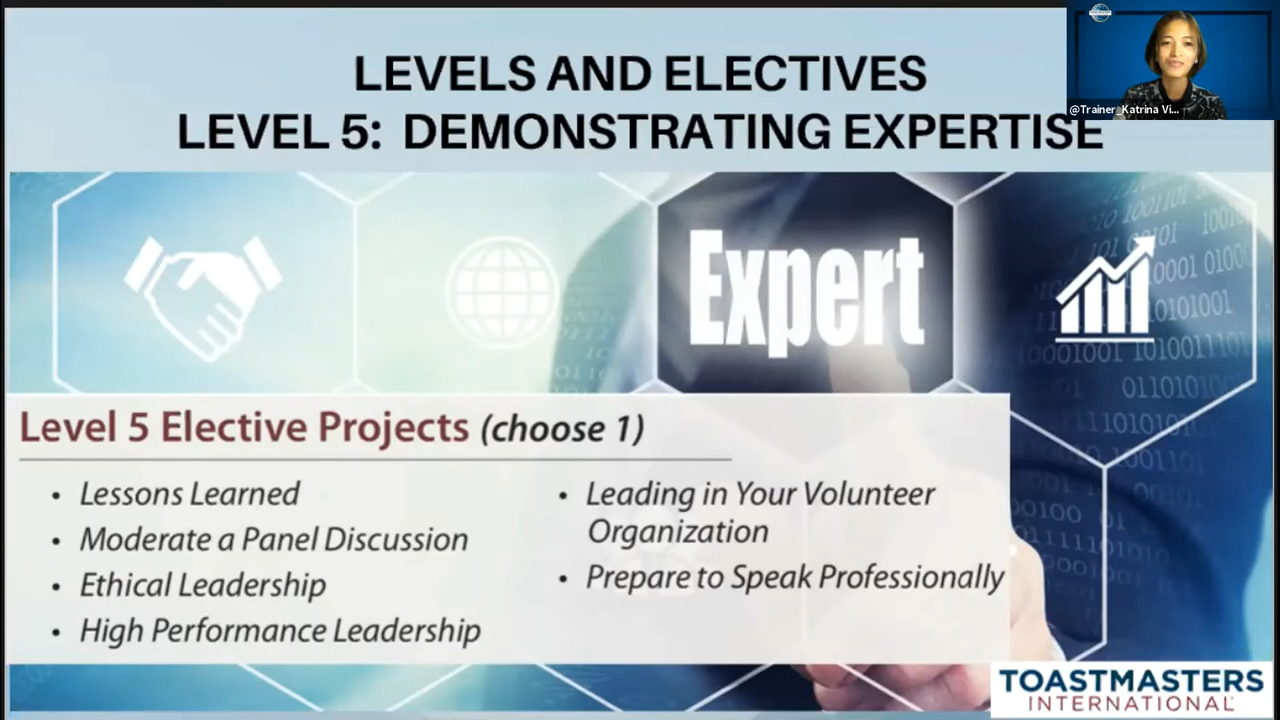 LEVELS AND ELECTIVES
LEVEL 5: DEMONSTRATING EXPERTISE
@Trainer_Katrina Vi...
Expert
Level 5 Elective Projects (choose 1)
• Lessons Learned
• Moderate a Panel Discussion
• Ethical Leadership
• High Performance Leadership
• Leading in Your Volunteer
Organization
• Prepare to Speak Professionally
TOASTMASTERS
INTERNATIONAL